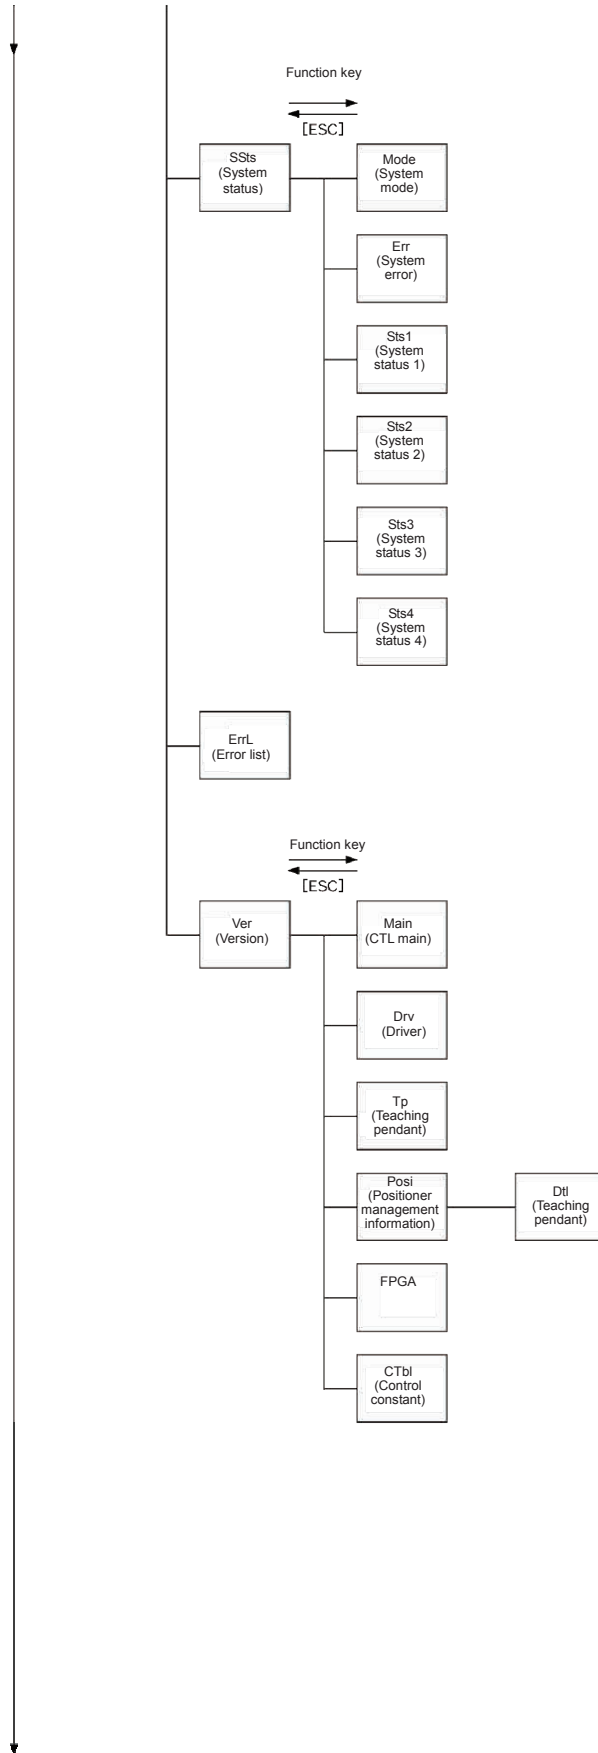 Function key
[ESC]
SSts
(System
status)
Mode
(System
mode)
Err
(System
error)
Sts1
(System
status 1)
Sts2
(System
status 2)
Sts3
(System
status 3)
Sts4
(System
status 4)
ErrL
(Error list)
Function key
[ESC]
Ver
(Version)
Main
(CTL main)
Drv
(Driver)
Tp
(Teaching
pendant)
Posi
(Positioner
management
information)
Dtl
(Teaching
pendant)
FPGA
CTbl
(Control
constant)